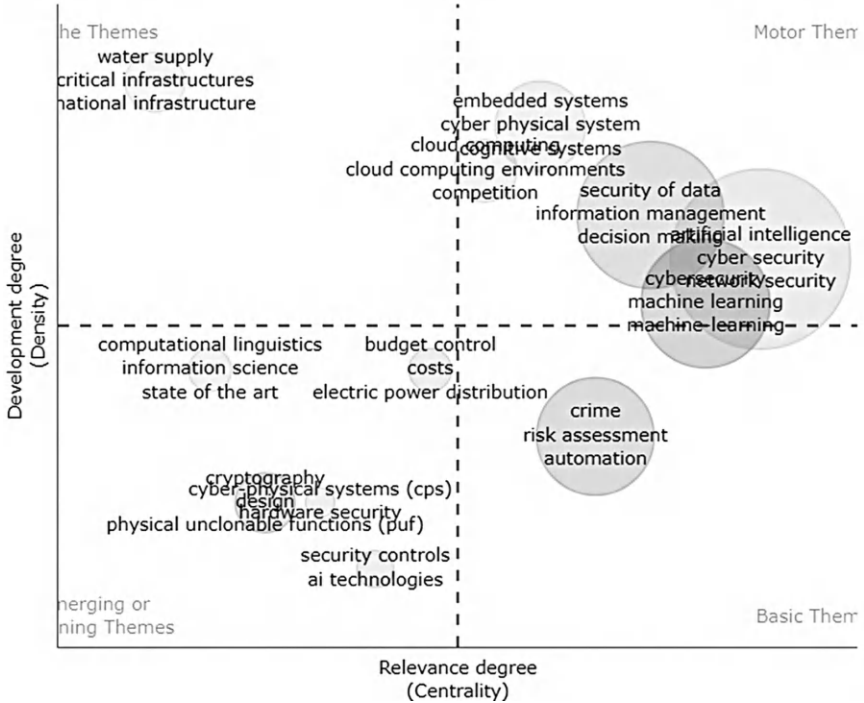 he Themes
Motor Them
water supply
critical infrastructures
national infrastructure
embedded systems
cyber physical system
cloud computing
cognitive systems
cloud computing environments
competition
security of data
information management
decision making
artificial intelligence
cyber security
network security
cybersecurity
machine learning
machine-learning
Development degree
(Density)
computational linguistics
information science
state of the art
budget control
costs
electric power distribution
crime
risk assessment
automation
cryptography
cyber-physical systems (cps)
design
hardware security
physical unclonable functions (puf)
security controls
ai technologies
nerging or
ning Themes
Basic Them
Relevance degree
(Centrality)